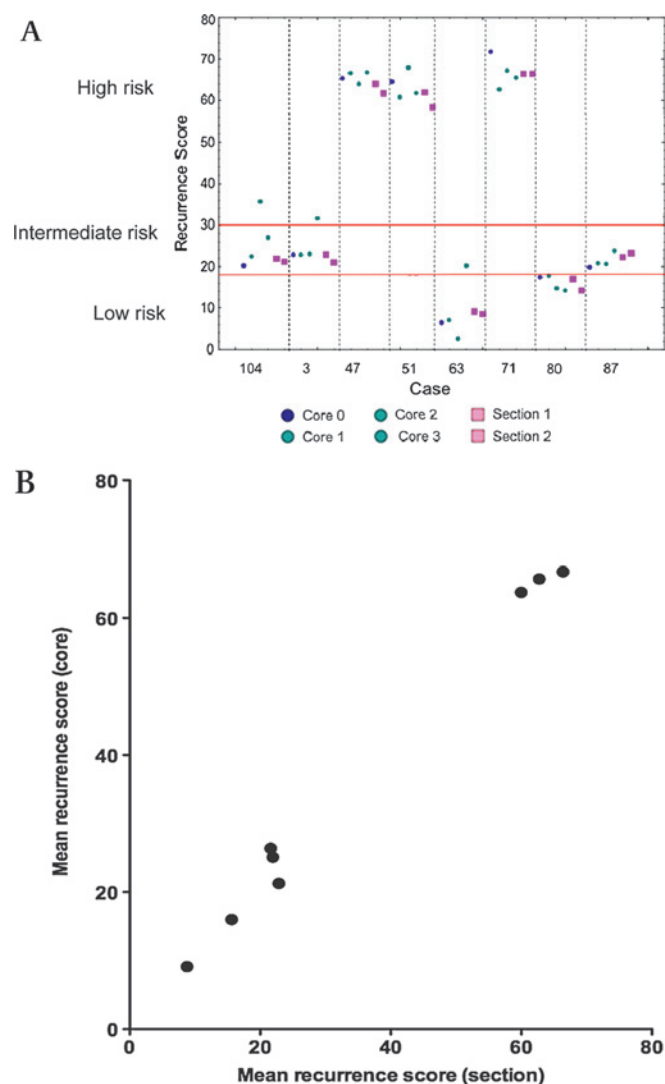 A
80
70
High risk
60
50
Recurrence Score
40
Intermediate risk
30
20
Low risk
10
0
104 3 47 51 63 71 80 87
Case
Core 0 Core 2 Section 1
Core 1 Core 3 Section 2
B
80
60
Mean recurrence score (core)
40
20
0
0 20 40 60 80
Mean recurrence score (section)